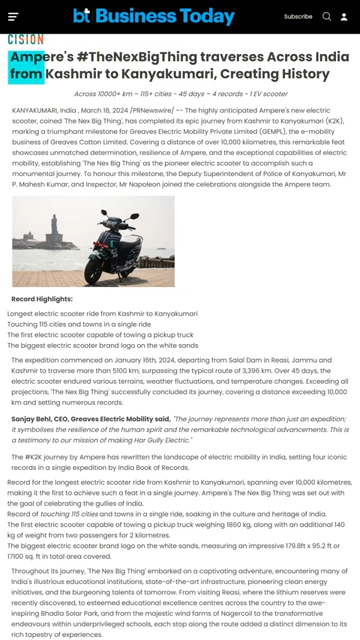 bt Business Today
Subscribe
CISION
Ampere's #TheNexBigThing traverses Across India
from Kashmir to Kanyakumari, Creating History
Across 10000+ km – 115+ cities – 45 days – 4 records – 1 EV scooter
KANYAKUMARI, India , March 18, 2024 /PRNewswire/ -- The highly anticipated Ampere's new electric
scooter, coined 'The Nex Big Thing', has completed its epic journey from Kashmir to Kanyakumari (K2K),
marking a triumphant milestone for Greaves Electric Mobility Private Limited (GEMPL), the e-mobility
business of Greaves Cotton Limited. Covering a distance of over 10,000 kilometres, this remarkable feat
showcases unmatched determination, resilience of Ampere, and the exceptional capabilities of electric
mobility, establishing 'The Nex Big Thing' as the pioneer electric scooter to accomplish such a
monumental journey. To honour this milestone, the Deputy Superintendent of Police of Kanyakumari, Mr
P. Mahesh Kumar, and Inspector, Mr Napoleon joined the celebrations alongside the Ampere team.
Record Highlights:
Longest electric scooter ride from Kashmir to Kanyakumari
Touching 115 cities and towns in a single ride
The first electric scooter capable of towing a pickup truck
The biggest electric scooter brand logo on the white sands
The expedition commenced on January 16th, 2024, departing from Salal Dam in Reasi, Jammu and
Kashmir to traverse more than 5100 km, surpassing the typical route of 3,396 km. Over 45 days, the
electric scooter endured various terrains, weather fluctuations, and temperature changes. Exceeding all
projections, 'The Nex Big Thing' successfully concluded its journey, covering a distance exceeding 10,000
km and setting numerous records.
Sanjay Behl, CEO, Greaves Electric Mobility said, "The journey represents more than just an expedition;
it symbolises the resilience of the human spirit and the remarkable technological advancements. This is
a testimony to our mission of making Har Gully Electric."
The #K2K journey by Ampere has rewritten the landscape of electric mobility in India, setting four iconic
records in a single expedition by India Book of Records.
Record for the longest electric scooter ride from Kashmir to Kanyakumari, spanning over 10,000 kilometres,
making it the first to achieve such a feat in a single journey. Ampere's The Nex Big Thing was set out with
the goal of celebrating the gullies of India.
Record of touching 115 cities and towns in a single ride, soaking in the culture and heritage of India.
The first electric scooter capable of towing a pickup truck weighing 1860 kg, along with an additional 140
kg of weight from two passengers for 2 kilometres.
The biggest electric scooter brand logo on the white sands, measuring an impressive 179.8ft x 95.2 ft or
17100 sq. ft in total area covered.
Throughout its journey, 'The Nex Big Thing' embarked on a captivating adventure, encountering many of
India's illustrious educational institutions, state-of-the-art infrastructure, pioneering clean energy
initiatives, and the burgeoning talents of tomorrow. From visiting Reasi, where the lithium reserves were
recently discovered, to esteemed educational excellence centres across the country to the awe-
inspiring Bhadla Solar Park, and from the majestic wind farms of Nagercoil to the transformative
endeavours within underprivileged schools, each stop along the route added a distinct dimension to its
rich tapestry of experiences.